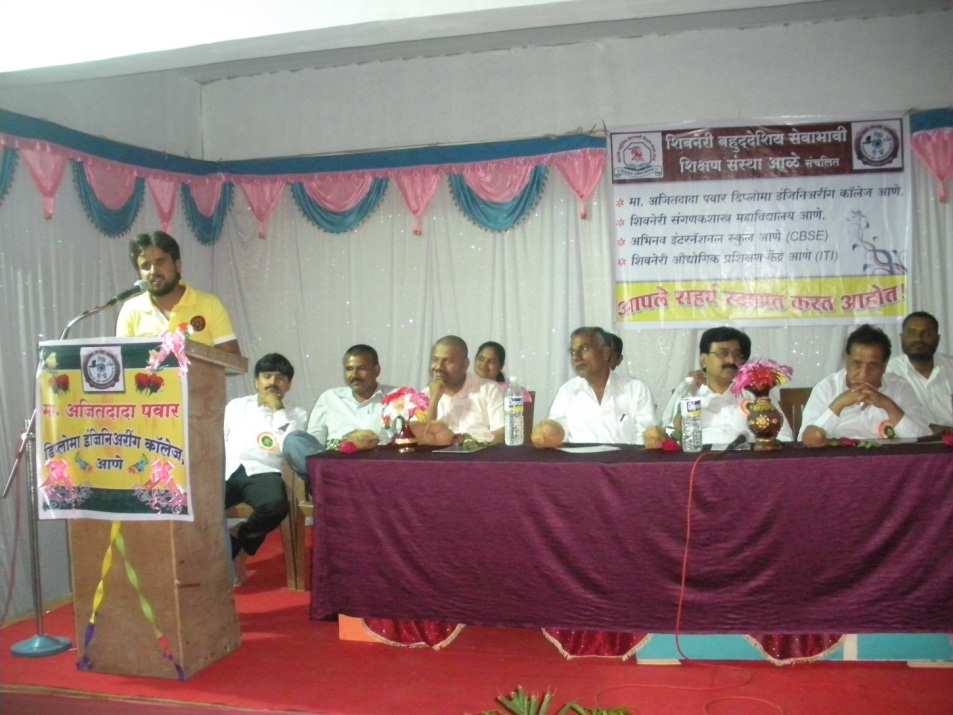 शिवनेरी बहुद्देशिय सेवाभावी
शिक्षण संस्था आळे संचलित
मा. अजितदादा पवार डिप्लोमा इंजिनिअरींग कॉलेज आणे.
शिवनेरी संगणकशास्त्र महाविद्यालय आणे.
अभिनव इंटरनॅशनल स्कुल आणे (CBSE)
शिवनेरी औद्योगिक प्रशिक्षण केंद्र आणे (ITI)
आपले सहर्ष स्वागत करत आहोत!
मा. अजितदादा पवार
डिप्लोमा इंजिनिअरींग कॉलेज,
आणे